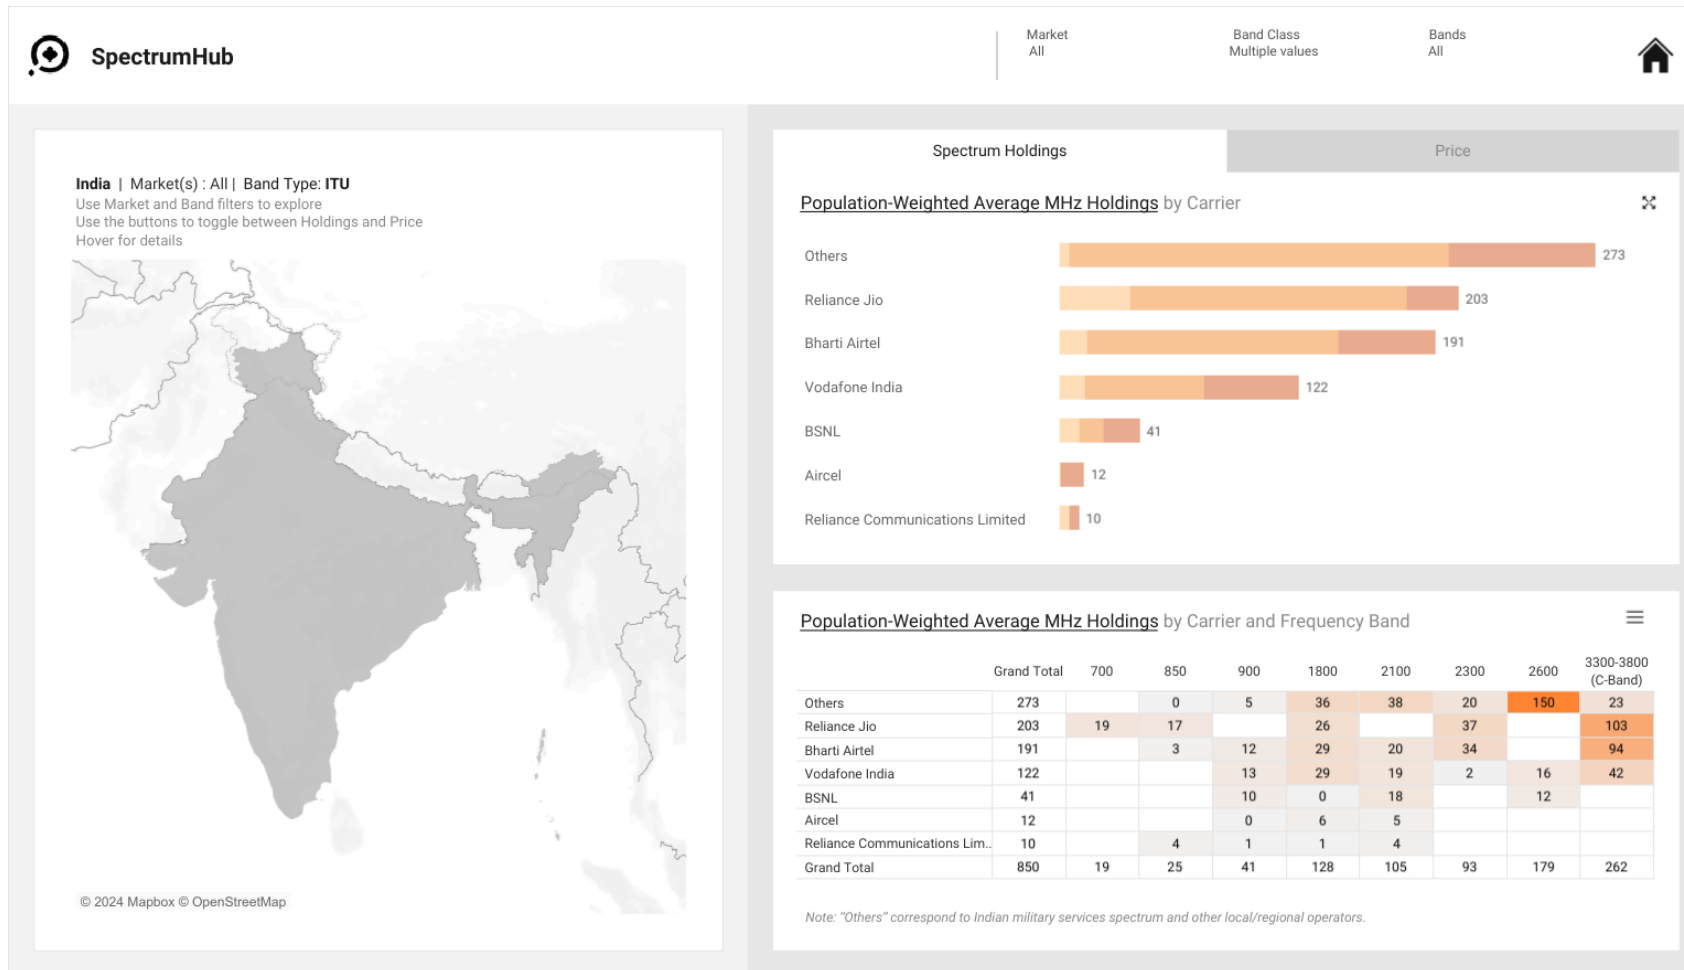 SpectrumHub
Market
All
Band Class
Multiple values
Bands
All
India | Market(s) : All | Band Type: ITU
Use Market and Band filters to explore
Use the buttons to toggle between Holdings and Price
Hover for details
© 2024 Mapbox © OpenStreetMap
Spectrum Holdings
Price
Population-Weighted Average MHz Holdings by Carrier
Others 273
Reliance Jio 203
Bharti Airtel 191
Vodafone India 122
BSNL 41
Aircel 12
Reliance Communications Limited 10
Population-Weighted Average MHz Holdings by Carrier and Frequency Band
Grand Total 700 850 900 1800 2100 2300 2600 3300-3800
(C-Band)
Others 273 0 5 36 38 20 150 23
Reliance Jio 203 19 17 26 37 103
Bharti Airtel 191 3 12 29 20 34 94
Vodafone India 122 13 29 19 2 16 42
BSNL 41 10 0 18 12
Aircel 12 0 6 5
Reliance Communications Lim.. 10 4 1 1 4
Grand Total 850 19 25 41 128 105 93 179 262
Note: "Others" correspond to Indian military services spectrum and other local/regional operators.